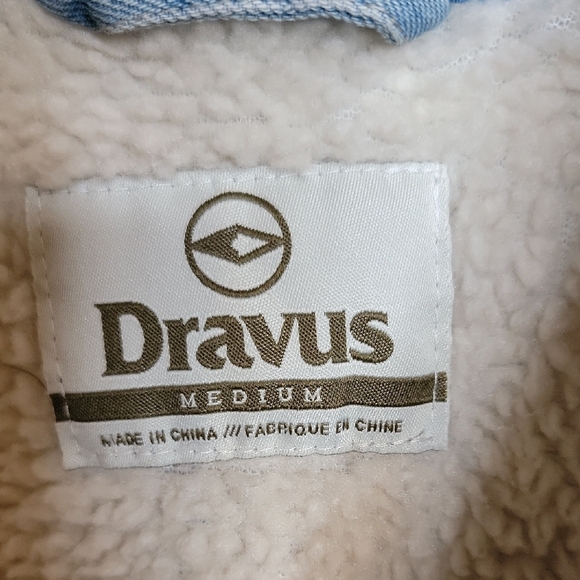 Dravus
MEDIUM
MADE IN CHINA /// FABRIQUE EN CHINE